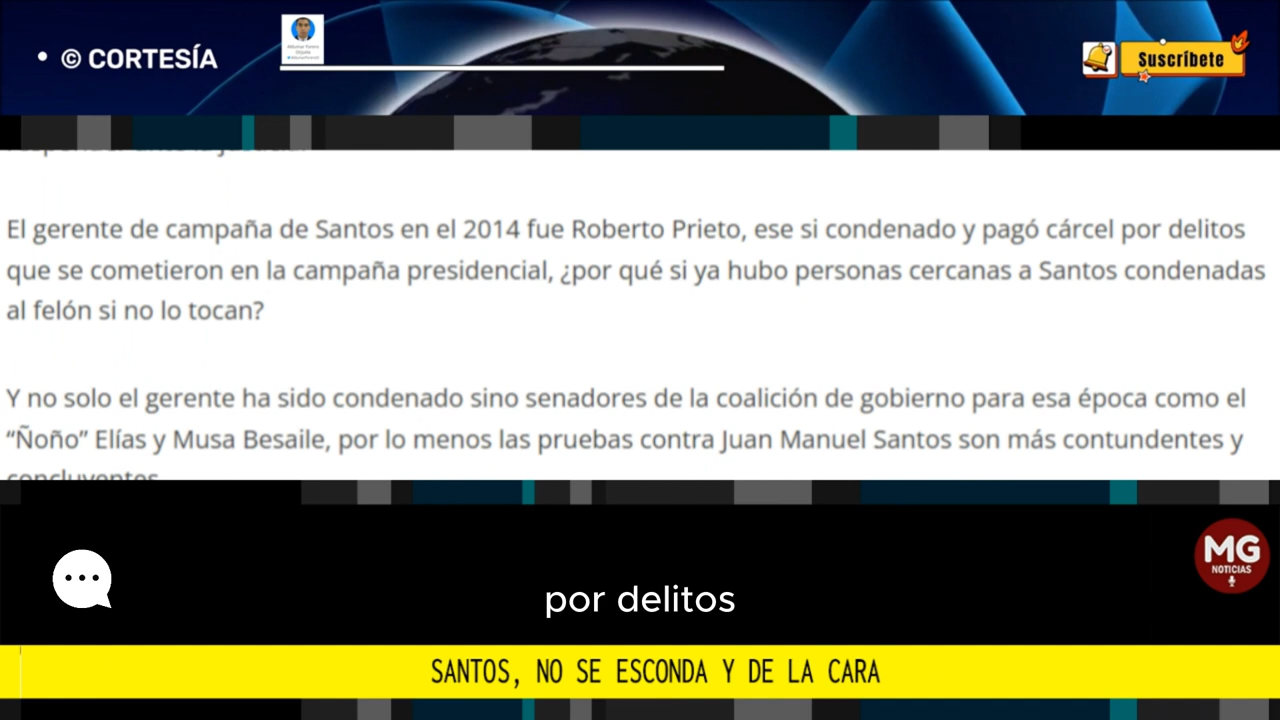 • © CORTESÍA
Suscríbete
El gerente de campaña de Santos en el 2014 fue Roberto Prieto, ese si condenado y pagó cárcel por delitos
que se cometieron en la campaña presidencial, ¿por qué si ya hubo personas cercanas a Santos condenadas
al felón si no lo tocan?
Y no solo el gerente ha sido condenado sino senadores de la coalición de gobierno para esa época como el
“Ñoño” Elías y Musa Besaile, por lo menos las pruebas contra Juan Manuel Santos son más contundentes y
concluyentes
MG
NOTICIAS
por delitos
SANTOS, NO SE ESCONDA Y DE LA CARA